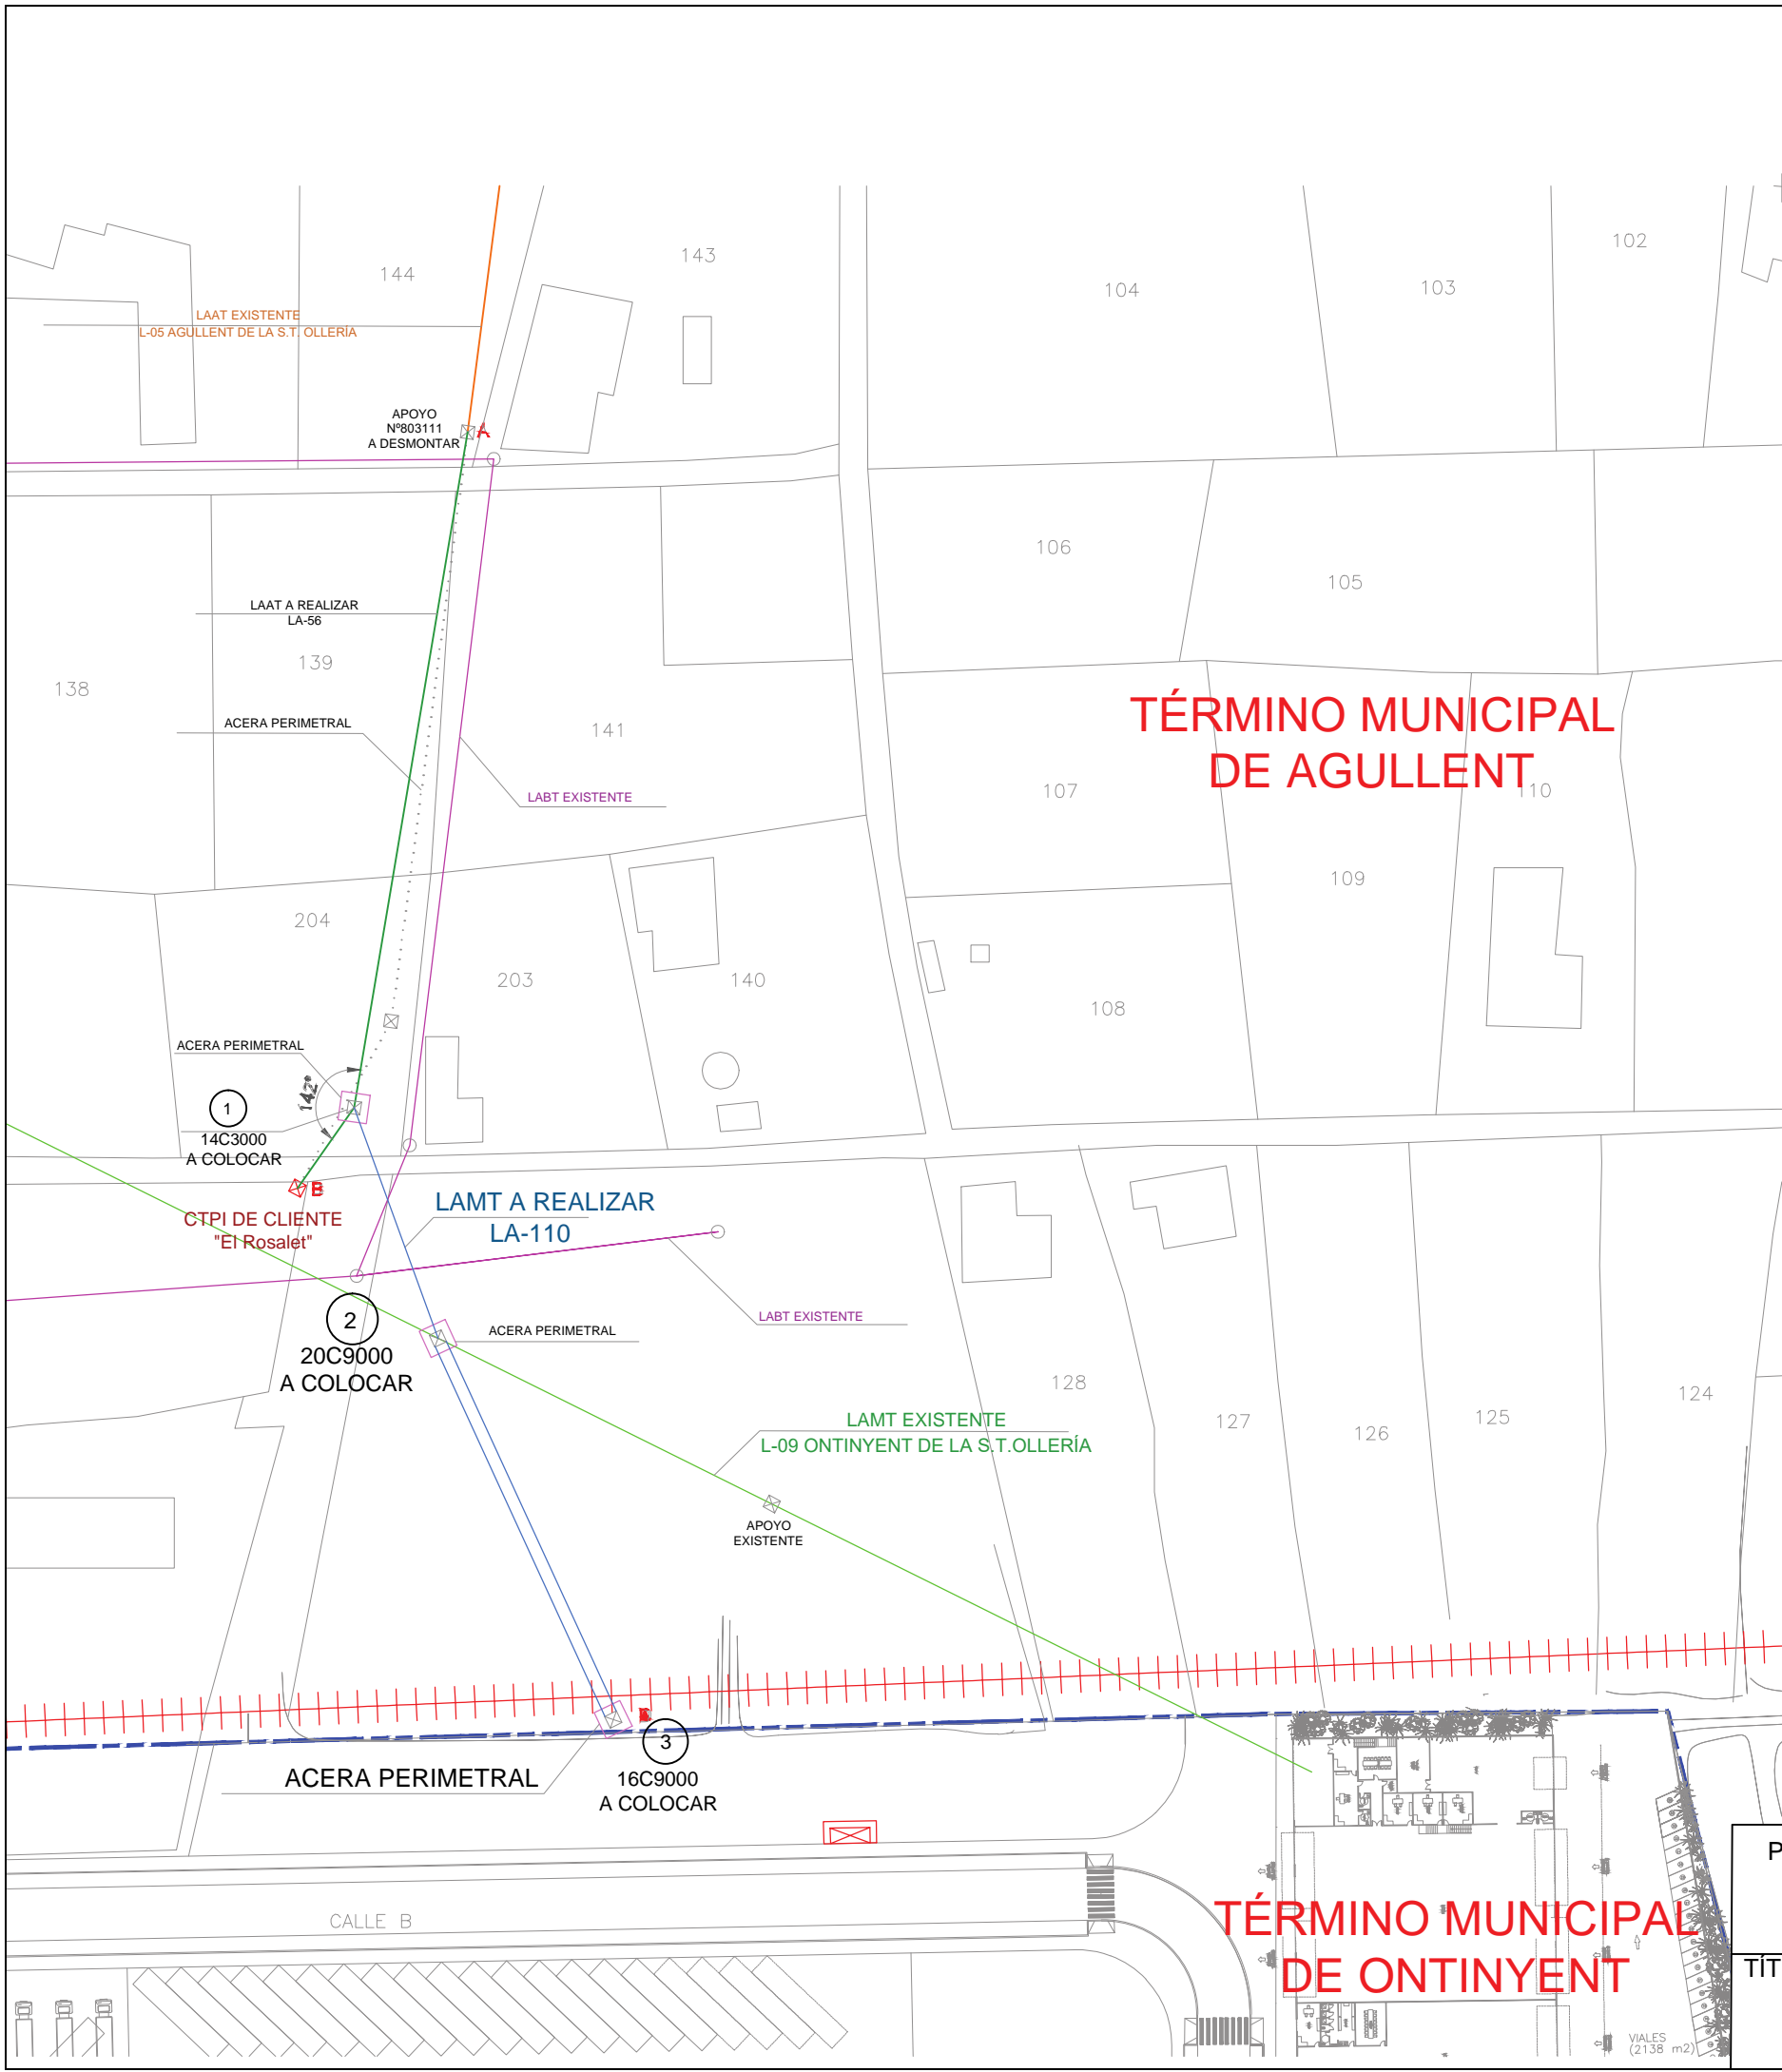 102
143
144
103
104
LAAT EXISTENTE
L-05 AGULLENT DE LA S.T. OLLERÍA
APOYO
Nº803111
A DESMONTAR
A
106
105
LAAT A REALIZAR
LA-56
139
138
ACERA PERIMETRAL
141
TÉRMINO MUNICIPAL
DE AGULLENT
LABT EXISTENTE
107
110
109
204
203
140
108
ACERA PERIMETRAL
142º
1
14C3000
A COLOCAR
B
CTPI DE CLIENTE
"El Rosalet"
LAMT A REALIZAR
LA-110
2
20C9000
A COLOCAR
ACERA PERIMETRAL
LABT EXISTENTE
128
127
126
125
124
LAMT EXISTENTE
L-09 ONTINYENT DE LA S.T.OLLERÍA
APOYO
EXISTENTE
3
16C9000
A COLOCAR
ACERA PERIMETRAL
P
CALLE B
TÉRMINO MUNICIPAL
DE ONTINYENT
TÍT
VIALES
(2138 m2)